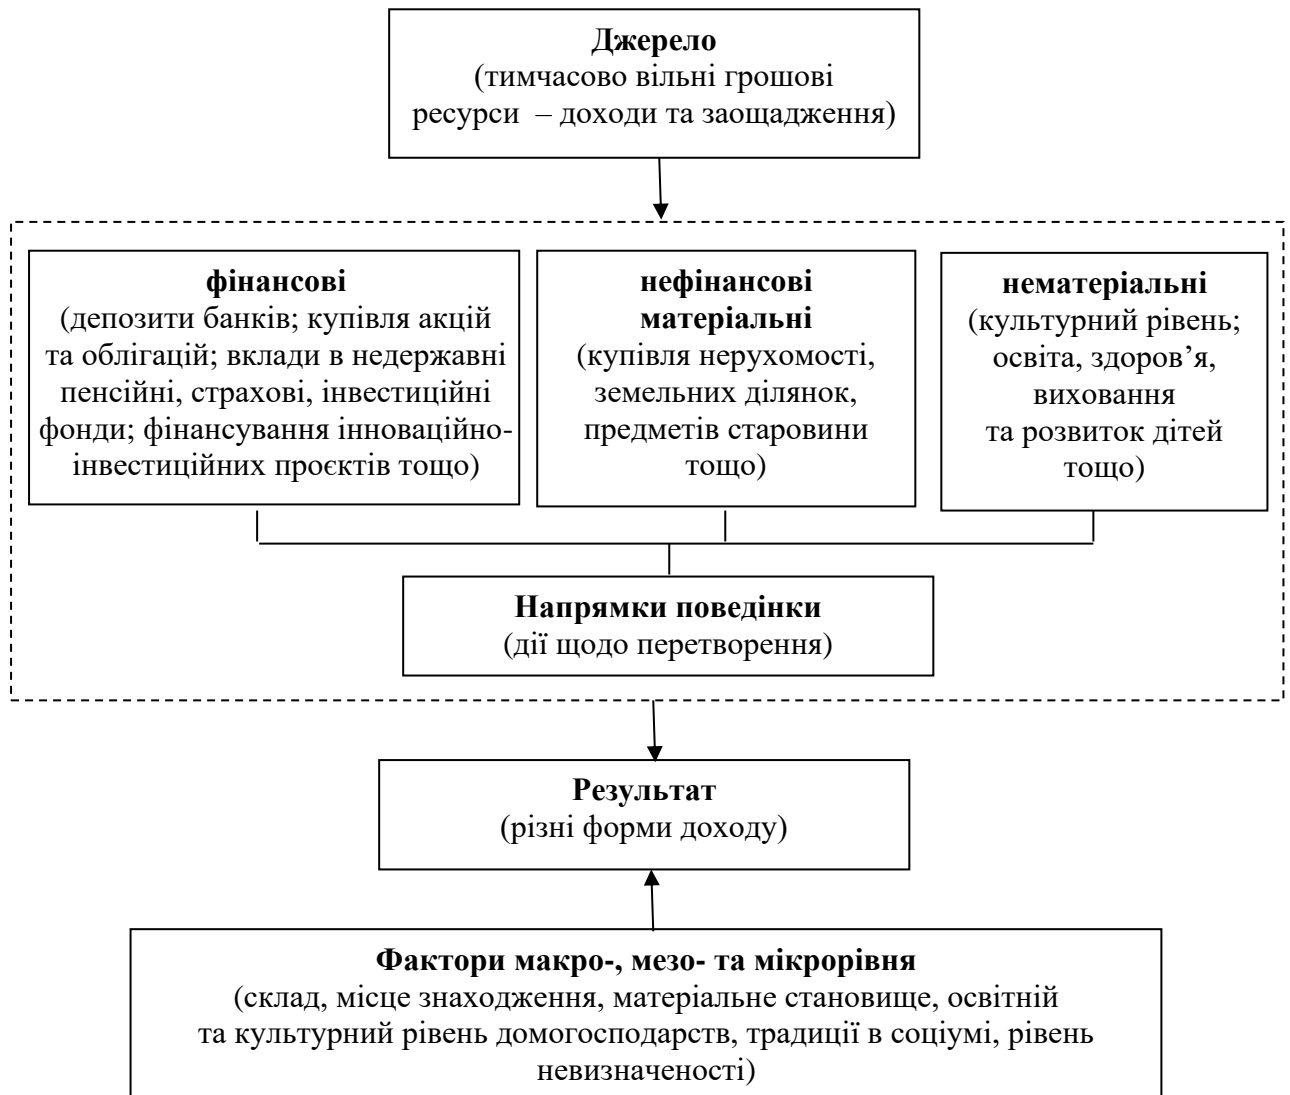 Джерело
(тимчасово вільні грошові
ресурси – доходи та заощадження)
фінансові
(депозити банків; купівля акцій
та облігацій; вклади в недержавні
пенсійні, страхові, інвестиційні
фонди; фінансування інноваційно-
інвестиційних проєктів тощо)
нефінансові
матеріальні
(купівля нерухомості,
земельних ділянок,
предметів старовини
тощо)
нематеріальні
(культурний рівень;
освіта, здоров’я,
виховання
та розвиток дітей
тощо)
Напрямки поведінки
(дії щодо перетворення)
Результат
(різні форми доходу)
Фактори макро-, мезо- та мікрорівня
(склад, місце знаходження, матеріальне становище, освітній
та культурний рівень домогосподарств, традиції в соціумі, рівень
невизначеності)